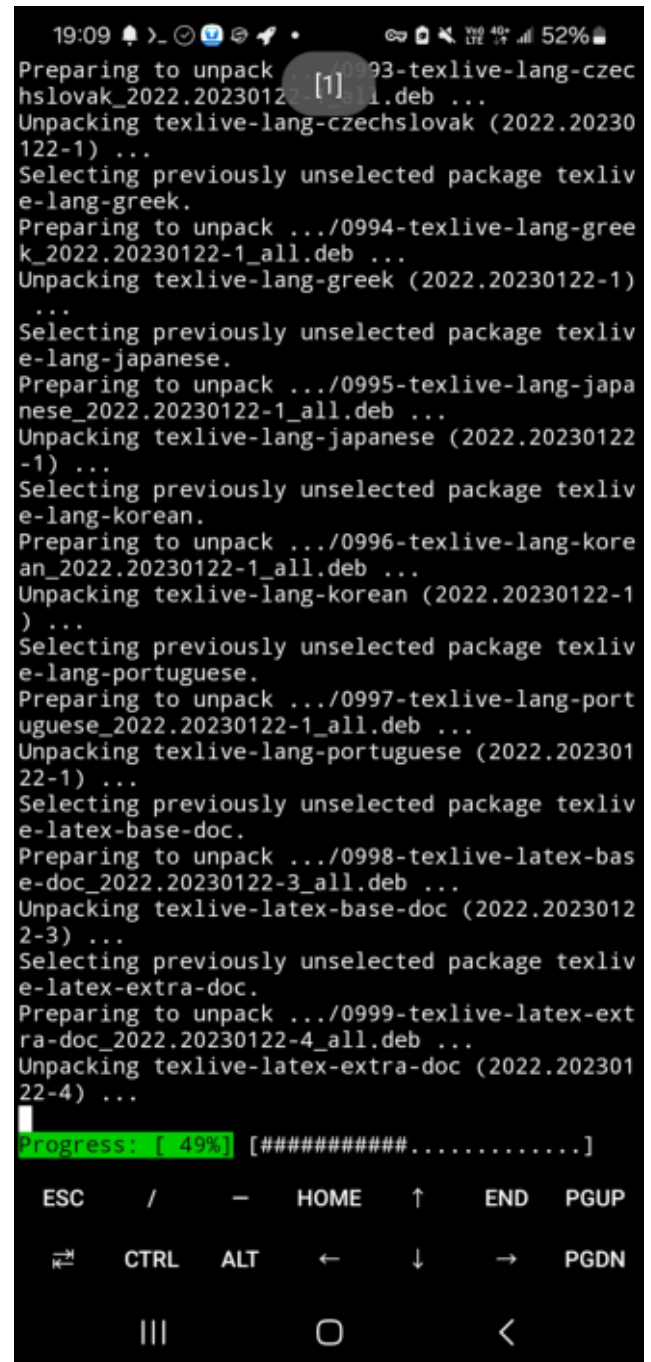 19:09 52%
Preparing to unpack .../0993-texlive-lang-czec
hslovak_2022.20230122-1_all.deb ...
[1]
Unpacking texlive-lang-czechslovak (2022.20230
122-1) ...
Selecting previously unselected package texliv
e-lang-greek.
Preparing to unpack .../0994-texlive-lang-gree
k_2022.20230122-1_all.deb ...
Unpacking texlive-lang-greek (2022.20230122-1)
...
Selecting previously unselected package texliv
e-lang-japanese.
Preparing to unpack .../0995-texlive-lang-japa
nese_2022.20230122-1_all.deb ...
Unpacking texlive-lang-japanese (2022.20230122
-1) ...
Selecting previously unselected package texliv
e-lang-korean.
Preparing to unpack .../0996-texlive-lang-kore
an_2022.20230122-1_all.deb ...
Unpacking texlive-lang-korean (2022.20230122-1
) ...
Selecting previously unselected package texliv
e-lang-portuguese.
Preparing to unpack .../0997-texlive-lang-port
uguese_2022.20230122-1_all.deb ...
Unpacking texlive-lang-portuguese (2022.202301
22-1) ...
Selecting previously unselected package texliv
e-latex-base-doc.
Preparing to unpack .../0998-texlive-latex-bas
e-doc_2022.20230122-3_all.deb ...
Unpacking texlive-latex-base-doc (2022.2023012
2-3) ...
Selecting previously unselected package texliv
e-latex-extra-doc.
Preparing to unpack .../0999-texlive-latex-ext
ra-doc_2022.20230122-4_all.deb ...
Unpacking texlive-latex-extra-doc (2022.202301
22-4) ...
Progress: [ 49%] [###########.............]
ESC / — HOME ↑ END PGUP
CTRL ALT ← ↓ → PGDN